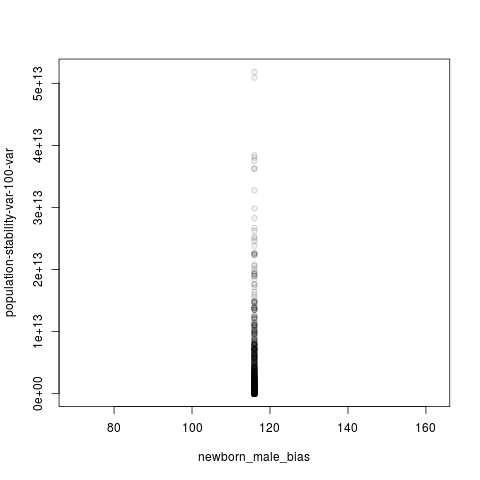 population-stability-var-100-var
5e+13
4e+13
3e+13
2e+13
1e+13
0e+00
80
100
120
140
160
newborn_male_bias